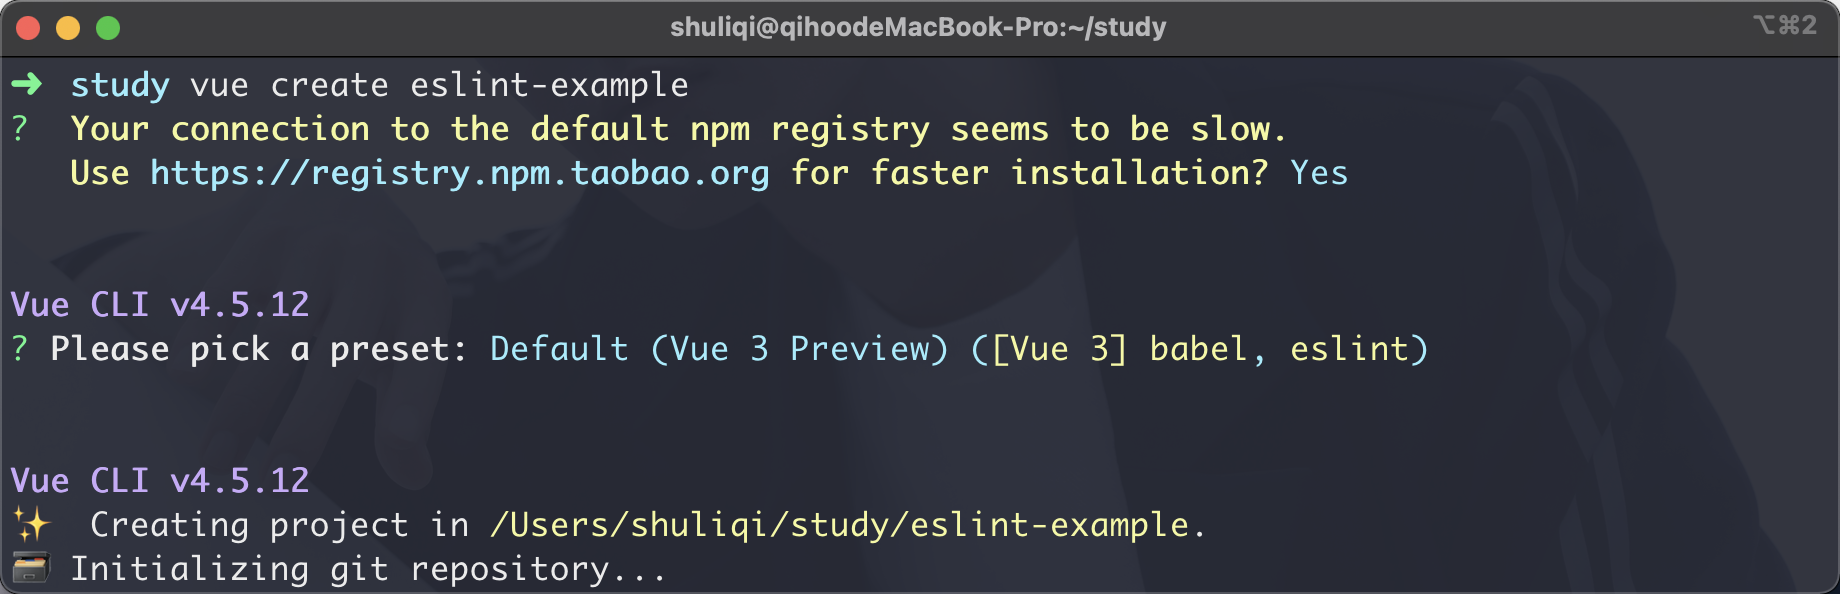 shuliqi@qihoodeMacBook-Pro:~/study
⌥⌘2
➜ study vue create eslint-example
? Your connection to the default npm registry seems to be slow.
Use https://registry.npm.taobao.org for faster installation? Yes
Vue CLI v4.5.12
? Please pick a preset: Default (Vue 3 Preview) ([Vue 3] babel, eslint)
Vue CLI v4.5.12
✨ Creating project in /Users/shuliqi/study/eslint-example.
🗃 Initializing git repository...